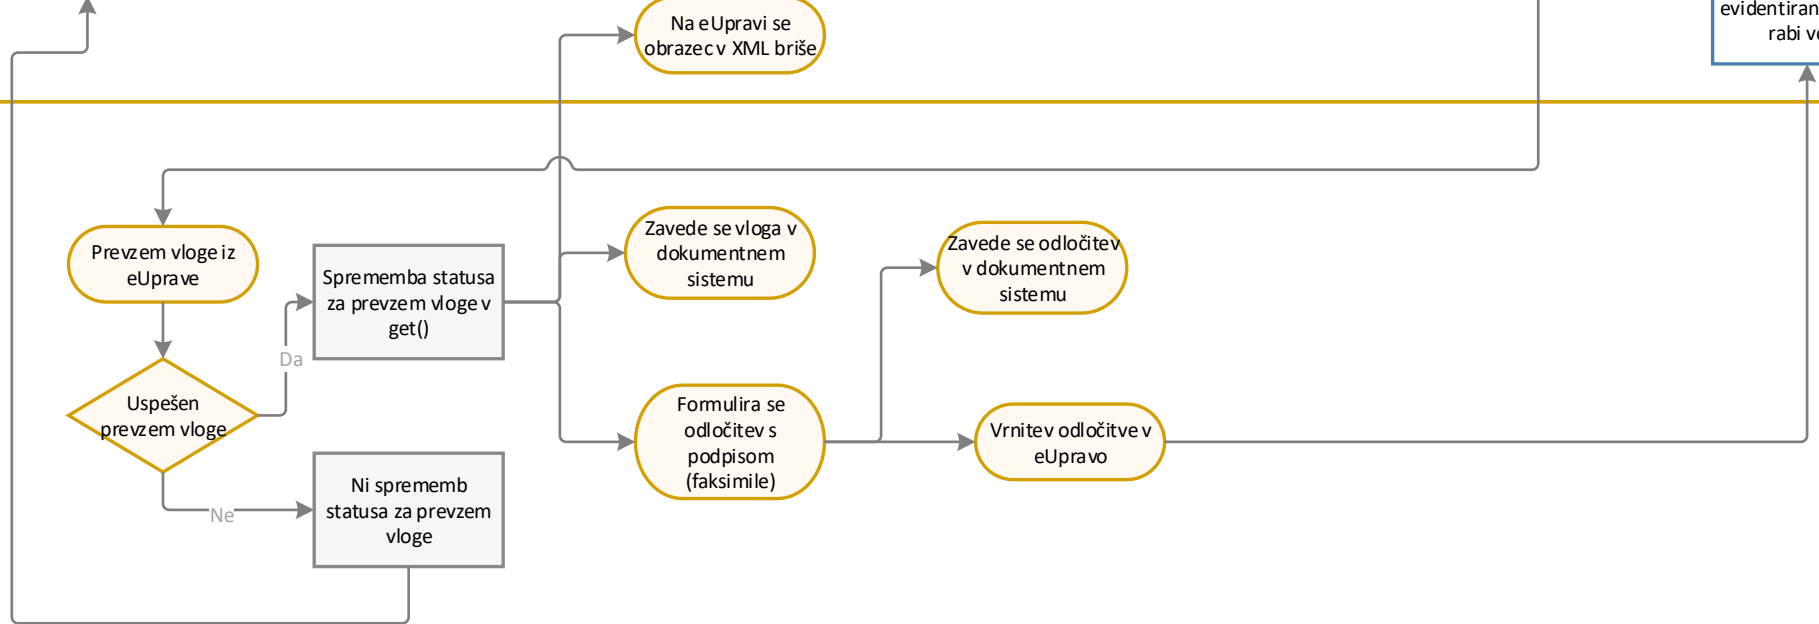 Na eUpravi se
obrazec v XML briše
evidentiran
rabi
Prevzem vloge iz
eUprave
Uspešen
prevzem vloge
Da
Ne
Sprememba statusa
za prevzem vloge v
get()
Ni sprememb
statusa za prevzem
vloge
Zavede se vloga v
dokumentnem
sistemu
Formulira se
odločitev s
podpisom
(faksimile)
Zavede se odločitev
v dokumentnem
sistemu
Vrnitev odločitve v
eUpravo